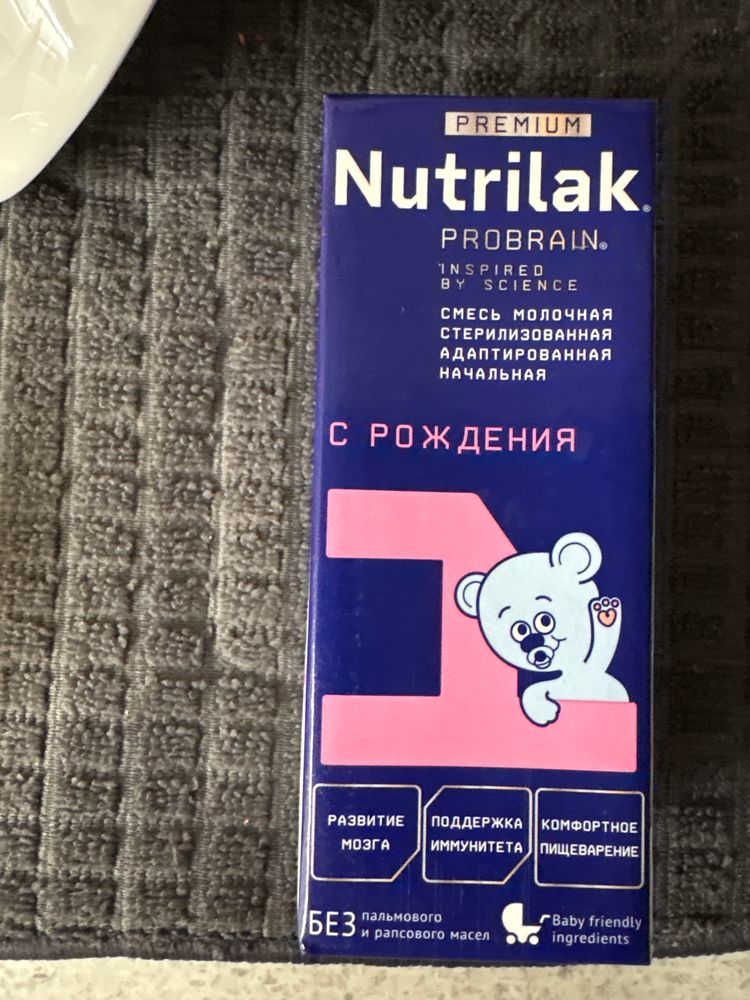 PREMIUM
Nutrilak®
PROBRAIN®
INSPIRED
BY SCIENCE
СМЕСЬ МОЛОЧНАЯ
СТЕРИЛИЗОВАННАЯ
АДАПТИРОВАННАЯ
НАЧАЛЬНАЯ
С РОЖДЕНИЯ
1
РАЗВИТИЕ
МОЗГА
ПОДДЕРЖКА
ИММУНИТЕТА
КОМФОРТНОЕ
ПИЩЕВАРЕНИЕ
БЕЗ пальмового
и рапсового масел
Baby friendly
ingredients